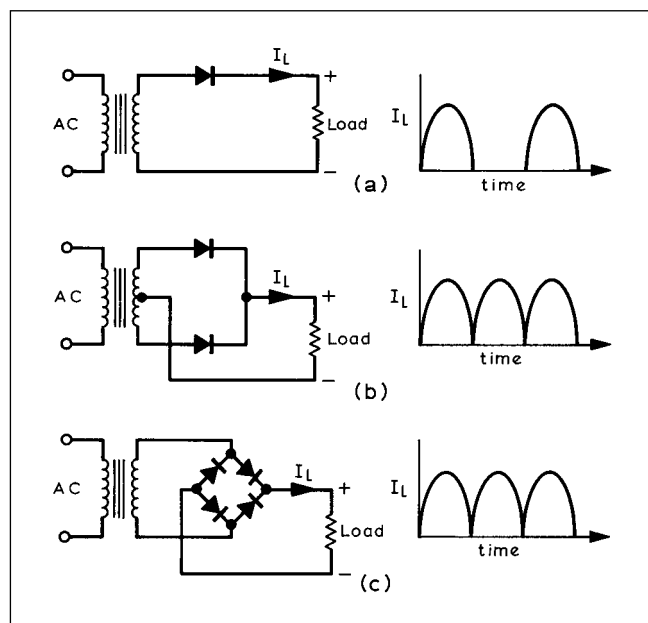 I_L
+
AC
Load
−
(a)
I_L
time
I_L
+
AC
Load
−
(b)
I_L
time
I_L
+
AC
Load
−
(c)
I_L
time